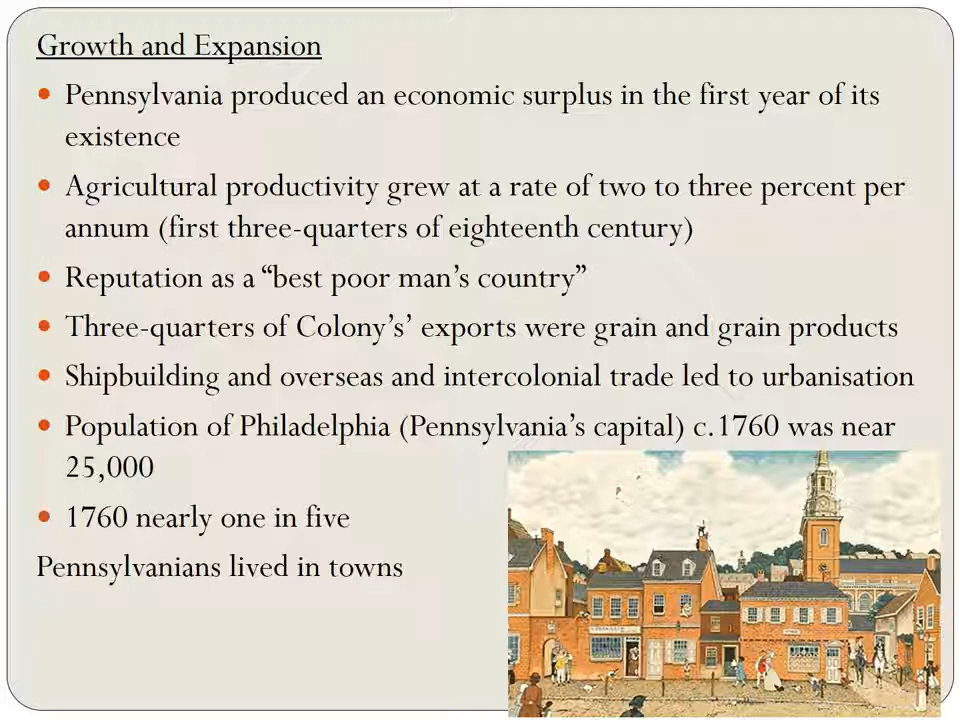 Growth and Expansion
• Pennsylvania produced an economic surplus in the first year of its
existence
• Agricultural productivity grew at a rate of two to three percent per
annum (first three-quarters of eighteenth century)
• Reputation as a “best poor man’s country”
• Three-quarters of Colony’s’ exports were grain and grain products
• Shipbuilding and overseas and intercolonial trade led to urbanisation
• Population of Philadelphia (Pennsylvania’s capital) c.1760 was near
25,000
• 1760 nearly one in five
Pennsylvanians lived in towns